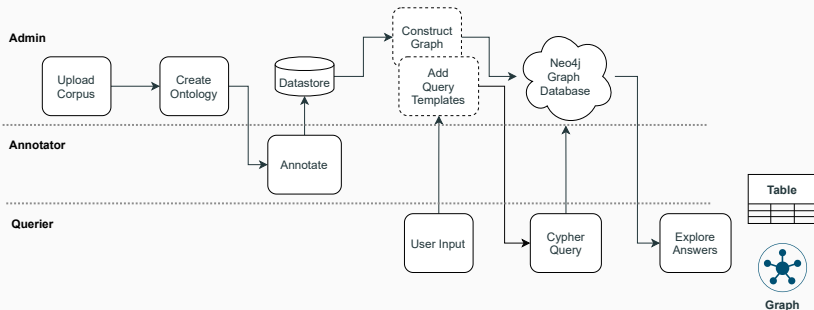 Admin
Upload
Corpus
Create
Ontology
Datastore
Construct
Graph
Add
Query
Templates
Neo4j
Graph
Database
Annotator
Annotate
Querier
User Input
Cypher
Query
Explore
Answers
Table
Graph